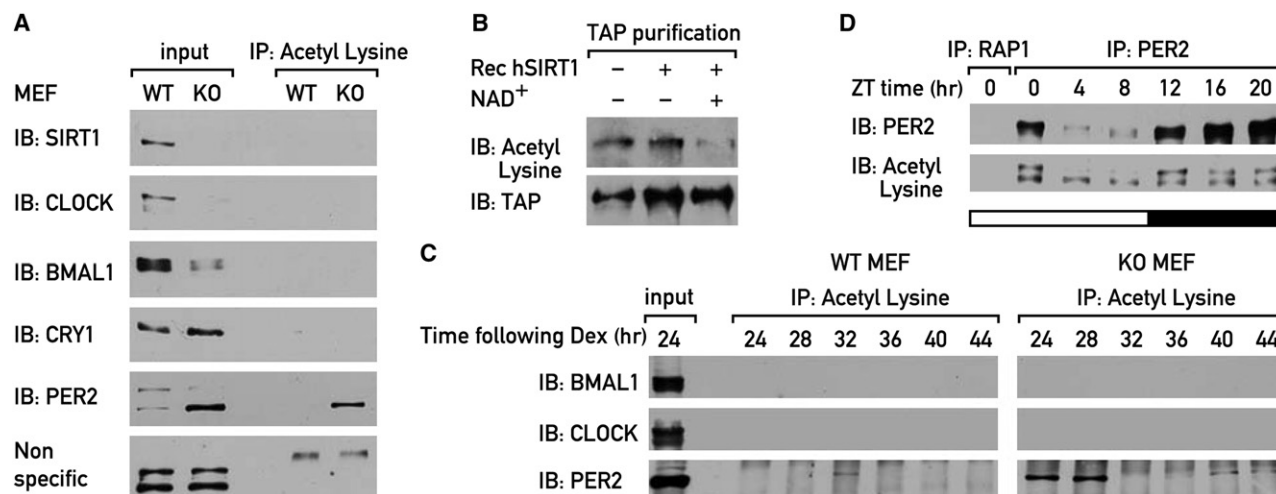 A
input IP: Acetyl Lysine
MEF WT KO WT KO
IB: SIRT1
IB: CLOCK
IB: BMAL1
IB: CRY1
IB: PER2
Non
specific
B
TAP purification
Rec hSIRT1 – + +
NAD+ – – +
IB: Acetyl
Lysine
IB: TAP
D
IP: RAP1 IP: PER2
ZT time (hr) 0 0 4 8 12 16 20
IB: PER2
IB: Acetyl
Lysine
C
WT MEF KO MEF
input IP: Acetyl Lysine IP: Acetyl Lysine
Time following Dex (hr) 24 24 28 32 36 40 44 24 28 32 36 40 44
IB: BMAL1
IB: CLOCK
IB: PER2